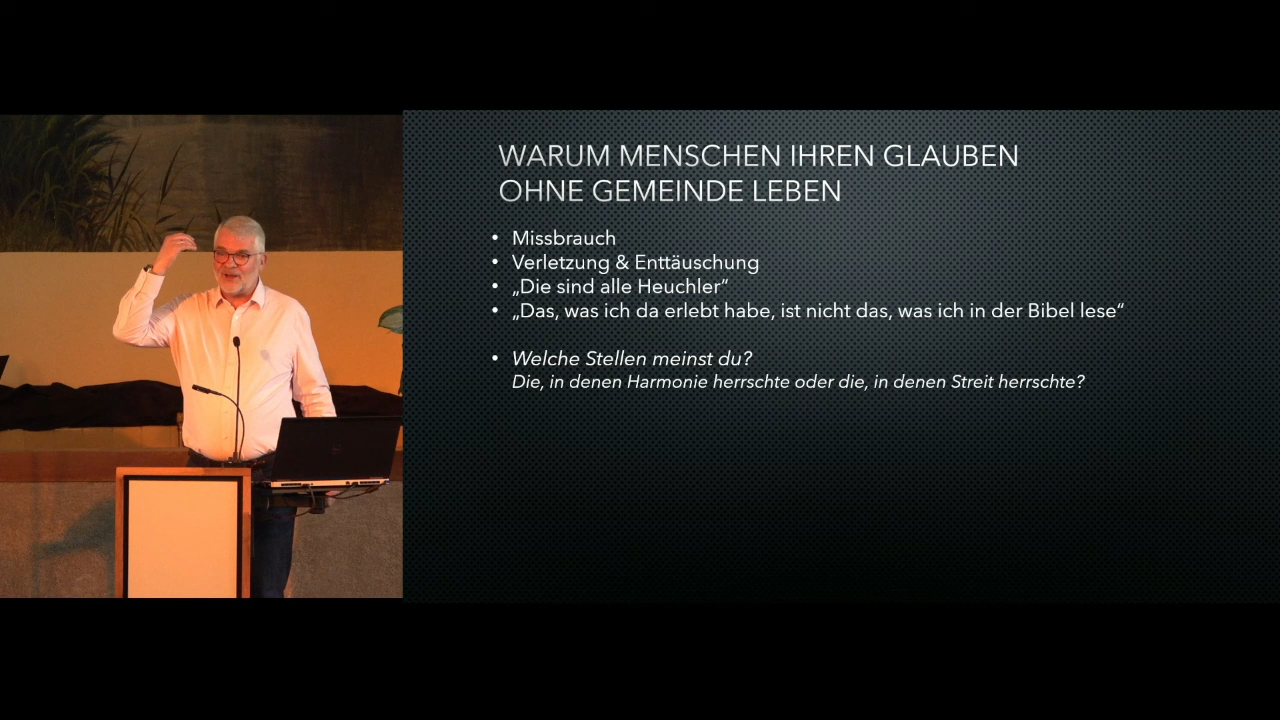 WARUM MENSCHEN IHREN GLAUBEN
OHNE GEMEINDE LEBEN
• Missbrauch
• Verletzung & Enttäuschung
• „Die sind alle Heuchler“
• „Das, was ich da erlebt habe, ist nicht das, was ich in der Bibel lese“
• Welche Stellen meinst du?
Die, in denen Harmonie herrschte oder die, in denen Streit herrschte?